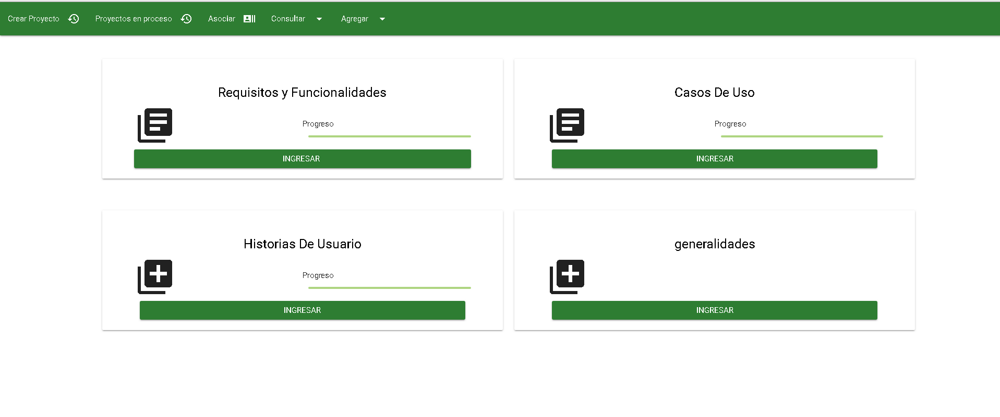 Crear Proyecto Proyectos en proceso Asociar Consultar Agregar
Requisitos y Funcionalidades
Progreso
INGRESAR
Casos De Uso
Progreso
INGRESAR
Historias De Usuario
Progreso
INGRESAR
generalidades
INGRESAR